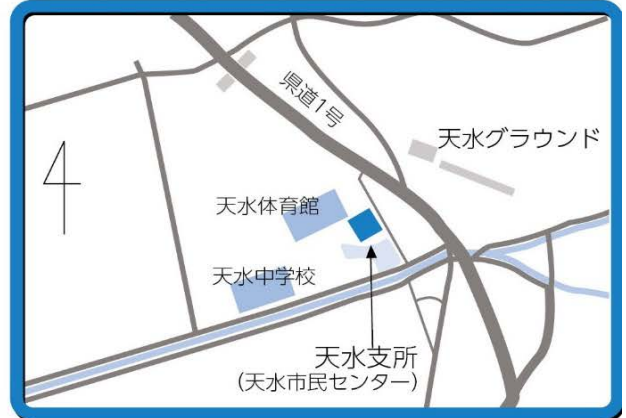 県道1号
天水グラウンド
天水体育館
天水中学校
天水支所
(天水市民センター)